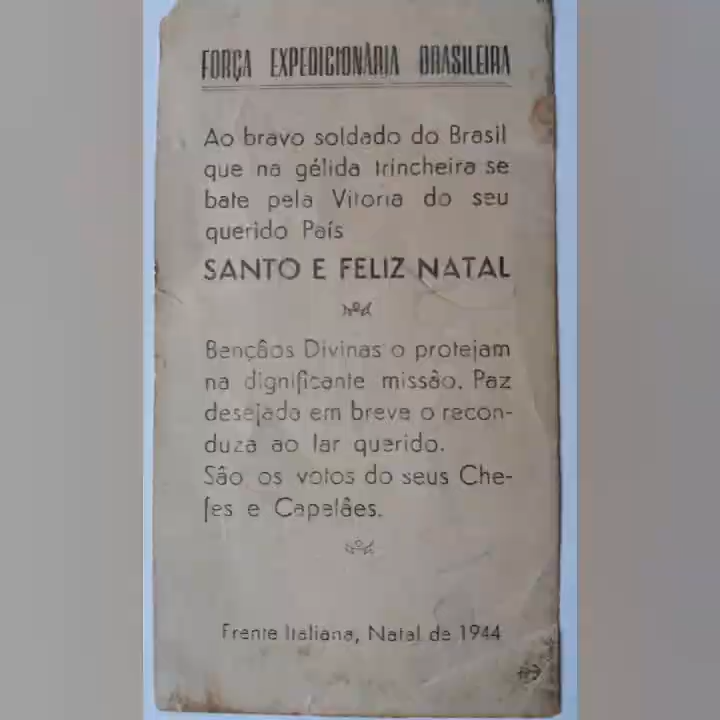 FORÇA EXPEDICIONÁRIA BRASILEIRA
Ao bravo soldado do Brasil
que na gélida trincheira se
bate pela Vitoria do seu
querido País
SANTO E FELIZ NATAL
Bençãos Divinas o protejam
na dignificante missão. Paz
desejada em breve o recon-
duza ao lar querido.
São os votos do seus Che-
fes e Capelães.
Frente Italiana, Natal de 1944